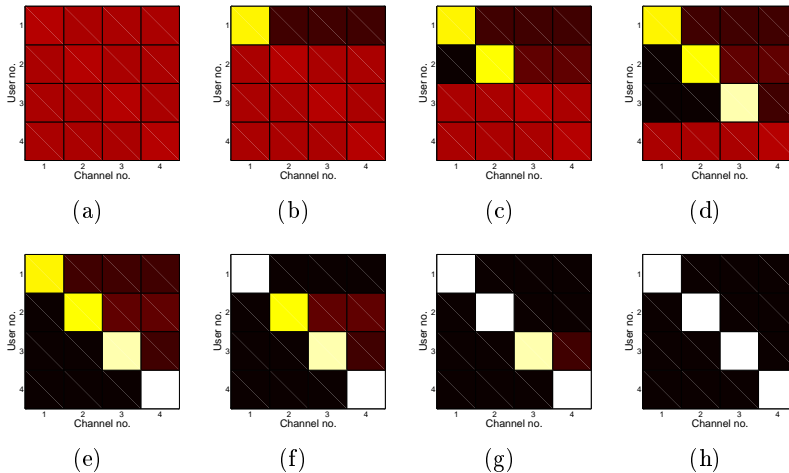 User no.
1
2
3
4
1 2 3 4
Channel no.
(a)
User no.
1
2
3
4
1 2 3 4
Channel no.
(b)
User no.
1
2
3
4
1 2 3 4
Channel no.
(c)
User no.
1
2
3
4
1 2 3 4
Channel no.
(d)
User no.
1
2
3
4
1 2 3 4
Channel no.
(e)
User no.
1
2
3
4
1 2 3 4
Channel no.
(f)
User no.
1
2
3
4
1 2 3 4
Channel no.
(g)
User no.
1
2
3
4
1 2 3 4
Channel no.
(h)